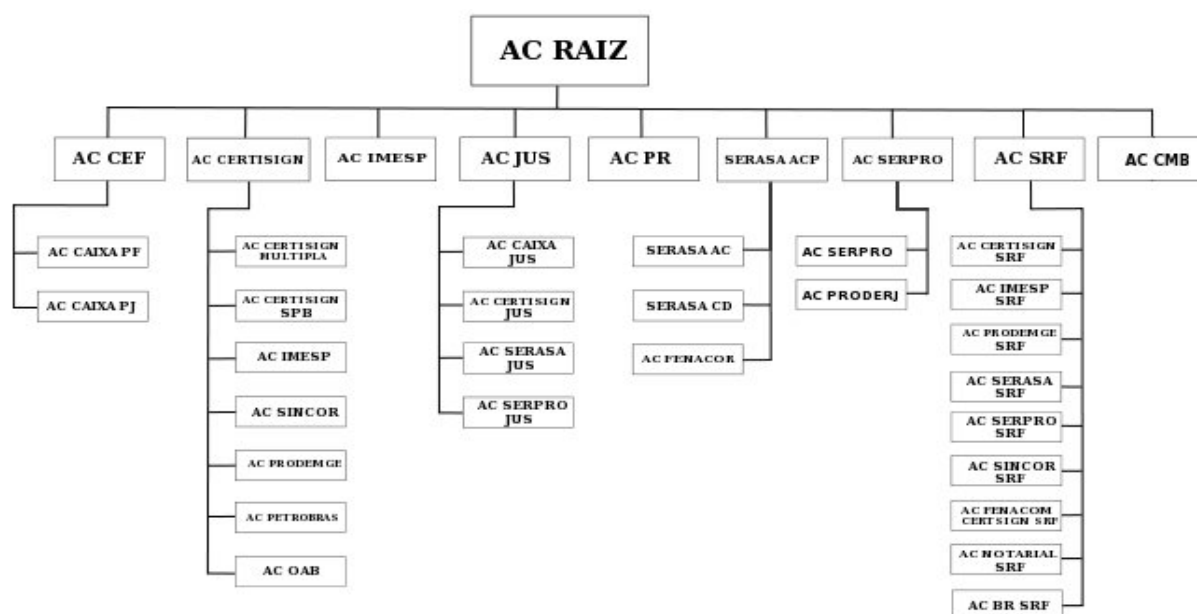 AC RAIZ
AC CEF
AC CERTISIGN
AC IMESP
AC JUS
AC PR
SERASA ACP
AC SERPRO
AC SRF
AC CMB
AC CAIXA PF
AC CAIXA PJ
AC CERTISIGN
MULTIPLA
AC CERTISIGN
SPB
AC IMESP
AC SINCOR
AC PRODEMGE
AC PETROBRAS
AC OAB
AC CAIXA
JUS
AC CERTISIGN
JUS
AC SERASA
JUS
AC SERPRO
JUS
SERASA AC
SERASA CD
AC FENACOR
AC SERPRO
AC PRODERJ
AC CERTISIGN
SRF
AC IMESP
SRF
AC PRODEMGE
SRF
AC SERASA
SRF
AC SERPRO
SRF
AC SINCOR
SRF
AC FENACOM
CERTSIGN SRF
AC NOTARIAL
SRF
AC BR SRF